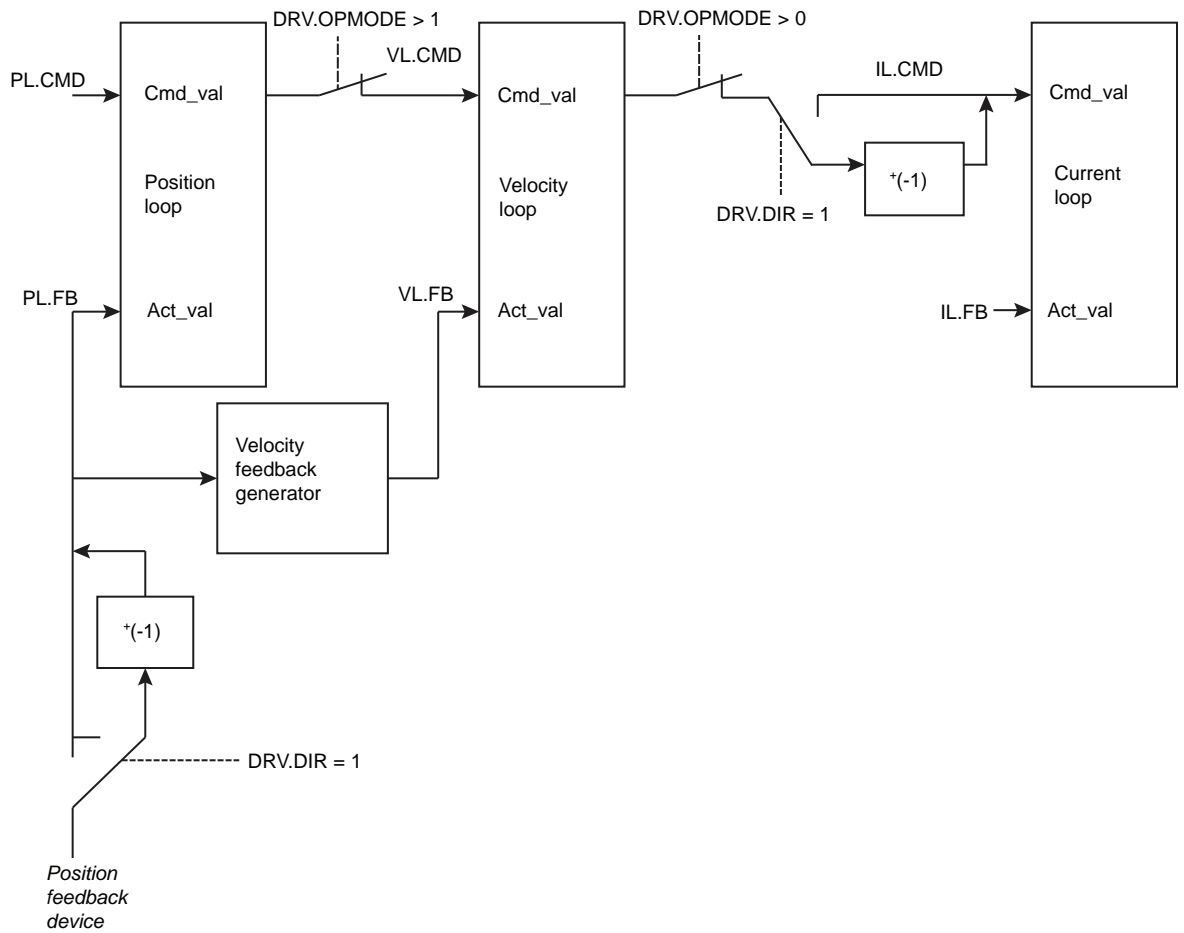 DRV.OPMODE > 1
DRV.OPMODE > 0
VL.CMD
PL.CMD
IL.CMD
Cmd_val
Cmd_val
Cmd_val
Position
loop
Velocity
loop
+(-1)
Current
loop
DRV.DIR = 1
PL.FB
Act_val
VL.FB
Act_val
IL.FB
Act_val
Velocity
feedback
generator
+(-1)
DRV.DIR = 1
Position
feedback
device